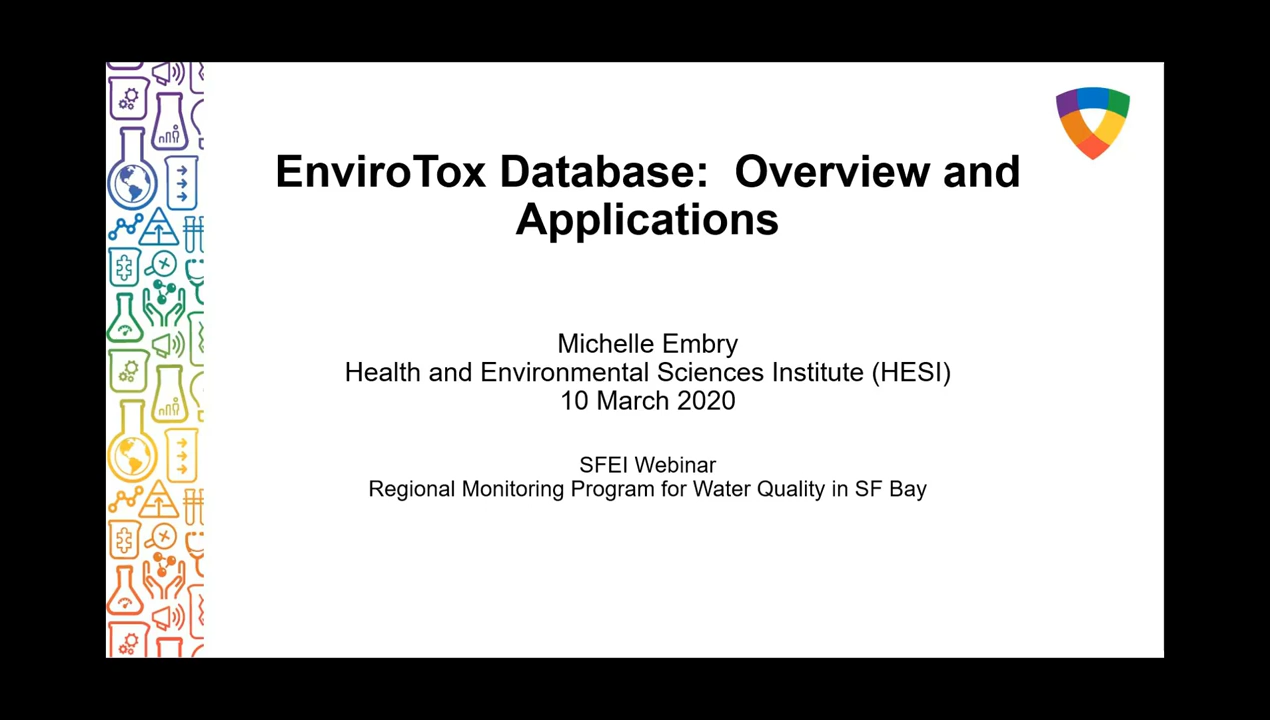 EnviroTox Database: Overview and
Applications
Michelle Embry
Health and Environmental Sciences Institute (HESI)
10 March 2020
SFEI Webinar
Regional Monitoring Program for Water Quality in SF Bay